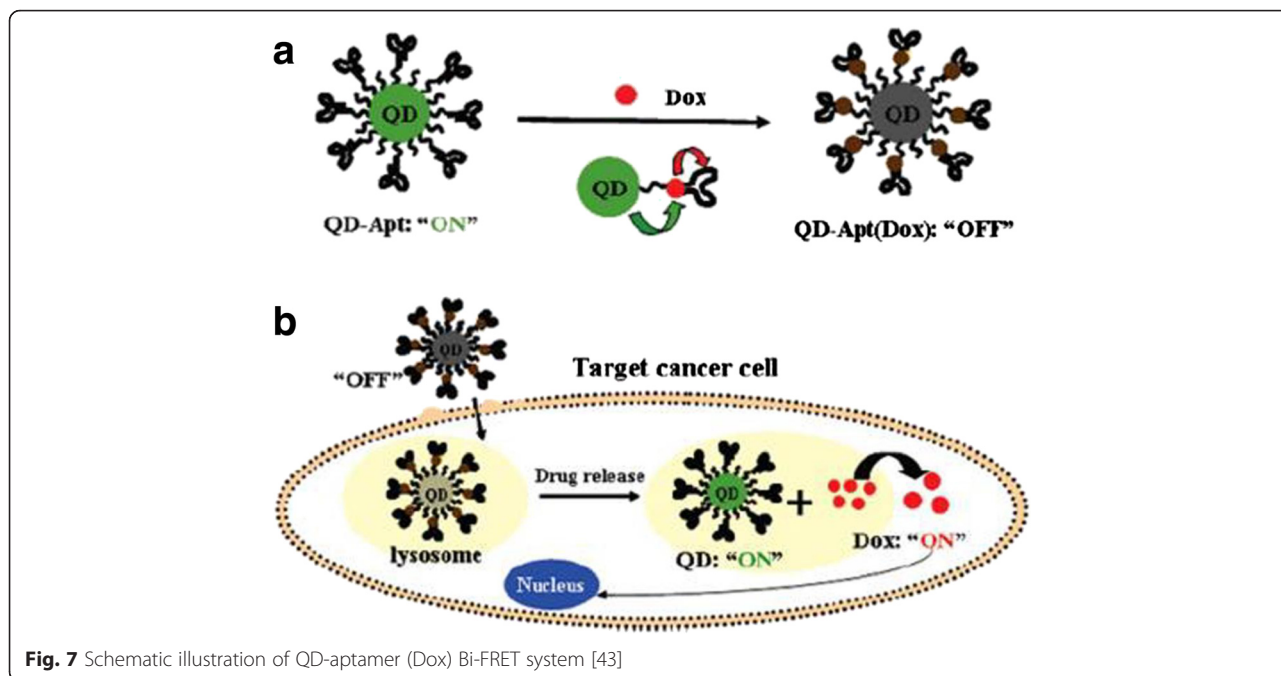 a
QD
Dox
QD
QD
QD-Apt: "ON"
QD-Apt(Dox): "OFF"
b
QD
"OFF"
Target cancer cell
QD
Drug release
QD
+
lysosome
QD: "ON"
Dox: "ON"
Nucleus
Fig. 7 Schematic illustration of QD-aptamer (Dox) Bi-FRET system [43]